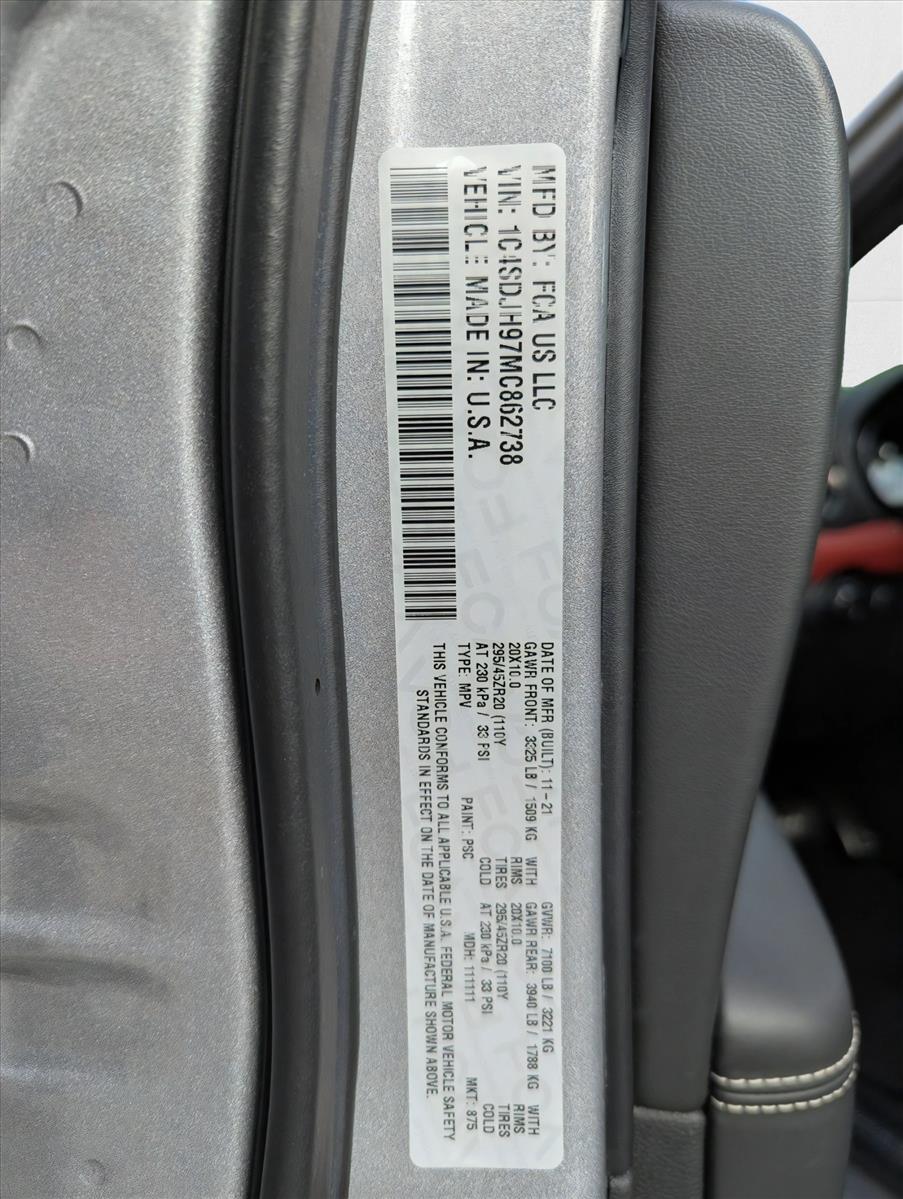 MFD BY: FCA US LLC
VIN: 1C4SDJH97MC862738
VEHICLE MADE IN: U.S.A.
DATE OF MFR (BUILT): 11-21 GVWR: 7100 LB / 3221 KG
GAWR FRONT: 3325 LB / 1509 KG WITH GAWR REAR: 3940 LB / 1788 KG WITH
20X10.0 RIMS 20X10.0 RIMS
295/45ZR20 (110Y TIRES 295/45ZR20 (110Y TIRES
AT 230 kPa / 33 PSI COLD AT 230 kPa / 33 PSI COLD
TYPE: MPV PAINT: PSC MDH: 111111 MKT: 875
THIS VEHICLE CONFORMS TO ALL APPLICABLE U.S.A. FEDERAL MOTOR VEHICLE SAFETY
STANDARDS IN EFFECT ON THE DATE OF MANUFACTURE SHOWN ABOVE.